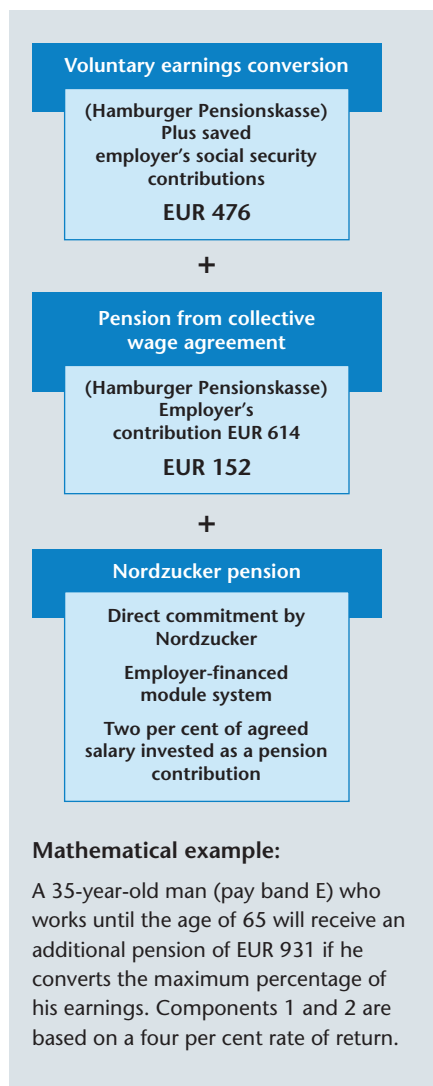 Voluntary earnings conversion
(Hamburger Pensionskasse)
Plus saved
employer’s social security
contributions
EUR 476
+
Pension from collective
wage agreement
(Hamburger Pensionskasse)
Employer’s
contribution EUR 614
EUR 152
+
Nordzucker pension
Direct commitment by
Nordzucker
Employer-financed
module system
Two per cent of agreed
salary invested as a pension
contribution
Mathematical example:
A 35-year-old man (pay band E) who
works until the age of 65 will receive an
additional pension of EUR 931 if he
converts the maximum percentage of
his earnings. Components 1 and 2 are
based on a four per cent rate of return.